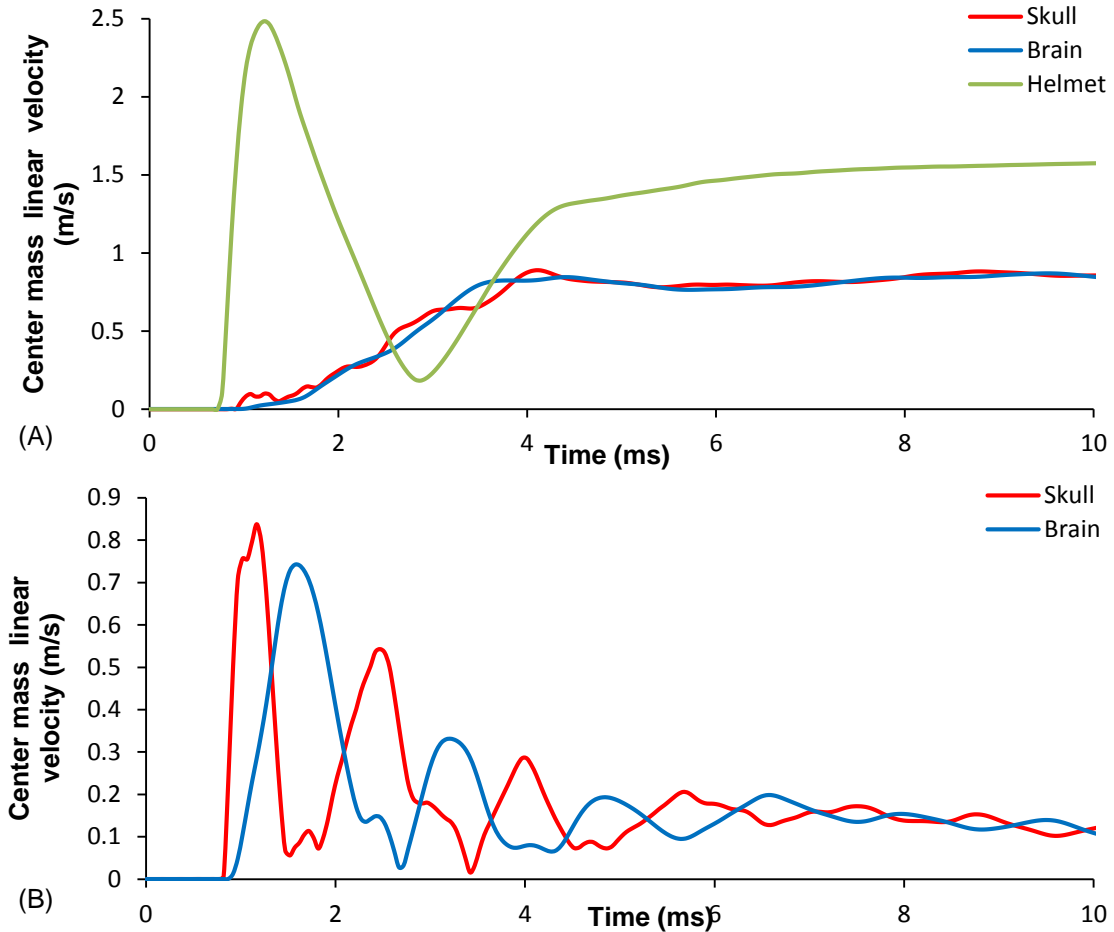 Center mass linear velocity
(m/s)
2.5
2
1.5
1
0.5
0
Skull
Brain
Helmet
0
2
4
6
8
10
Time (ms)
(A)
Center mass linear
velocity (m/s)
0.9
0.8
0.7
0.6
0.5
0.4
0.3
0.2
0.1
0
Skull
Brain
0
2
4
6
8
10
Time (ms)
(B)